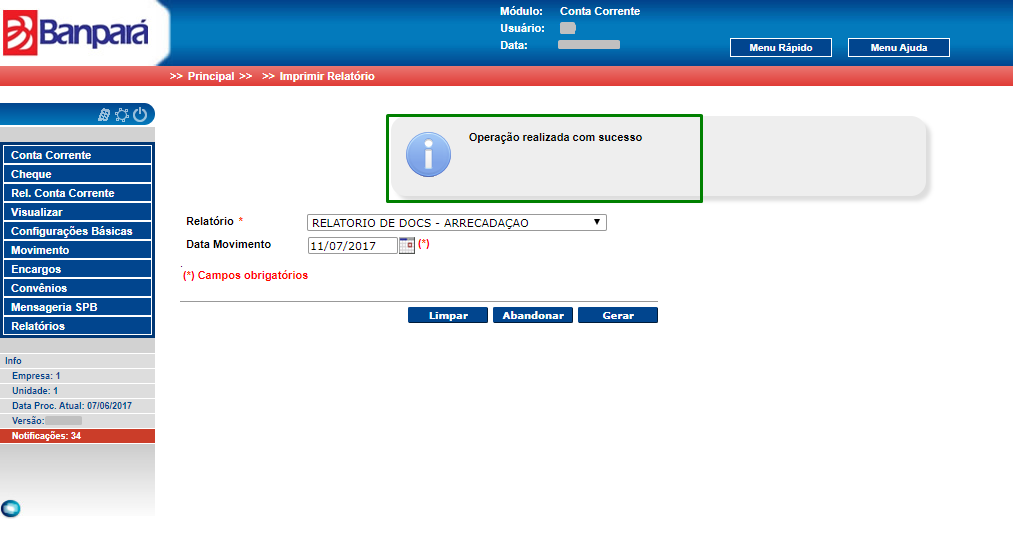 Banpará
Módulo: Conta Corrente
Usuário:
Data:
Menu Rápido
Menu Ajuda
>> Principal >> >> Imprimir Relatório
Conta Corrente
Cheque
Rel. Conta Corrente
Visualizar
Configurações Básicas
Movimento
Encargos
Convênios
Mensageria SPB
Relatórios
Info
Empresa: 1
Unidade: 1
Data Proc. Atual: 07/06/2017
Versão:
Notificações: 34
Operação realizada com sucesso
Relatório *
RELATORIO DE DOCS - ARRECADAÇAO
Data Movimento
11/07/2017
(*)
(*) Campos obrigatórios
Limpar
Abandonar
Gerar